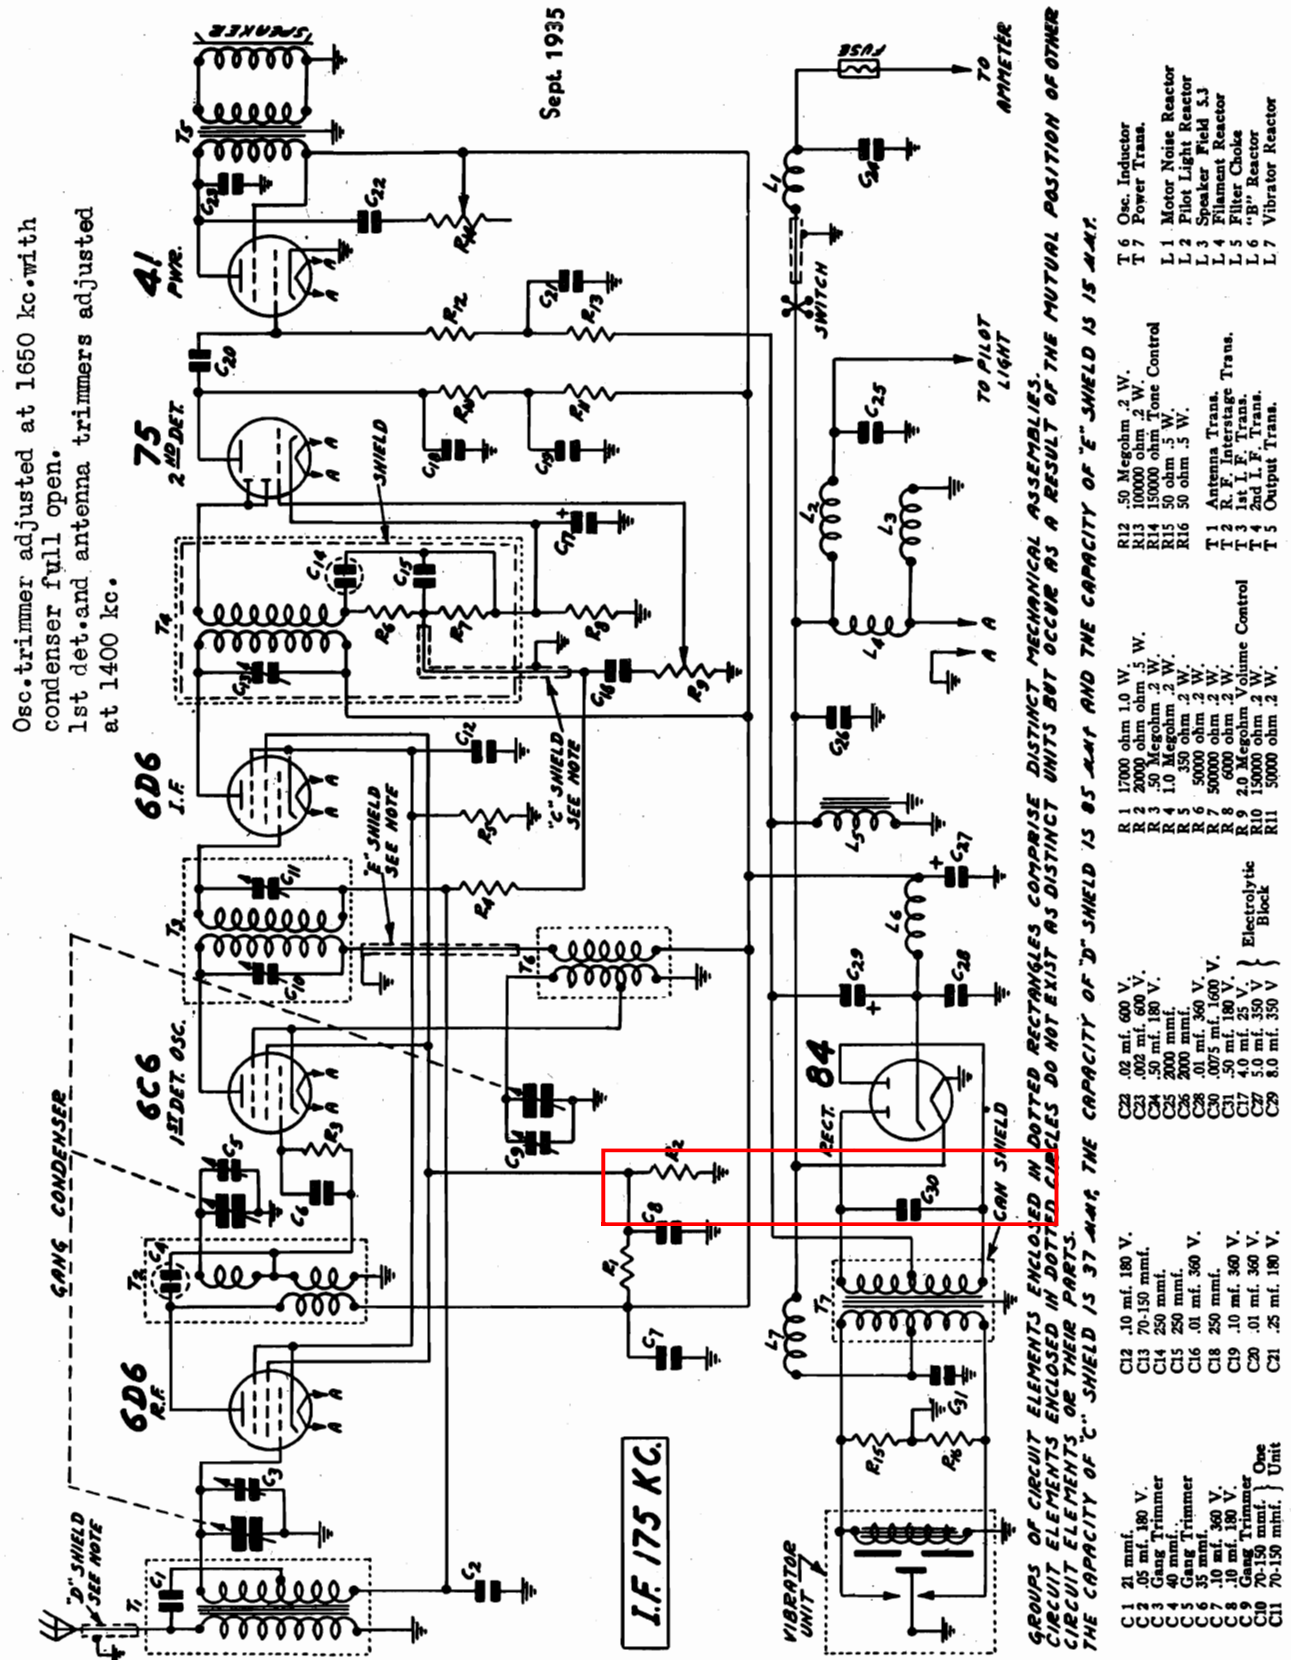 Osc.trimmer adjusted at 1650 kc.with
condenser full open.
1st det.and antenna trimmers adjusted
at 1400 kc.
Sept. 1935
"D" SHIELD
SEE NOTE
GANG CONDENSER
6D6
R.F.
6C6
1ST DET. OSC.
6D6
I.F.
75
2ND DET.
41
PWR.
SPEAKER
T1
C1
C2
C3
T2
C4
C5
C6
R3
T3
C10
C11
T4
C13
C14
C15
R6
R7
R8
C17
SHIELD
C20
T5
C23
C22
R14
R12
C21
R13
R10
R11
C18
C19
C12
R5
R4
"E" SHIELD
SEE NOTE
"C" SHIELD
SEE NOTE
C16
R9
T6
C9
R2
C8
R1
C7
A A
A A
A A
A A
A A
I.F. 175 KC.
VIBRATOR
UNIT
R15
R16
C31
L7
T7
CAN SHIELD
C30
RECT. 84
C29
C28
L6
C27
L5
C26
L4
L3
L2
C25
A A
TO PILOT
LIGHT
SWITCH
L1
C24
FUSE
TO
AMMETER
GROUPS OF CIRCUIT ELEMENTS ENCLOSED IN DOTTED RECTANGLES COMPRISE DISTINCT MECHANICAL ASSEMBLIES.
CIRCUIT ELEMENTS ENCLOSED IN DOTTED CIRCLES DO NOT EXIST AS DISTINCT UNITS BUT OCCUR AS A RESULT OF THE MUTUAL POSITION OF OTHER
CIRCUIT ELEMENTS OR THEIR PARTS.
THE CAPACITY OF "C" SHIELD IS 37 MMF, THE CAPACITY OF "D" SHIELD IS 85 MMF AND THE CAPACITY OF "E" SHIELD IS 15 MMF.
C 1 21 mmf.
C 2 .05 mf. 180 V.
C 3 Gang Trimmer
C 4 40 mmf.
C 5 Gang Trimmer
C 6 35 mmf.
C 7 .10 mf. 360 V.
C 8 .10 mf. 180 V.
C 9 Gang Trimmer
C10 70-150 mmf. } One
C11 70-150 mmf. } Unit
C12 .10 mf. 180 V.
C13 70-150 mmf.
C14 250 mmf.
C15 250 mmf.
C16 .01 mf. 360 V.
C18 250 mmf.
C19 .10 mf. 360 V.
C20 .01 mf. 360 V.
C21 .25 mf. 180 V.
C22 .02 mf. 600 V.
C23 .002 mf. 600 V.
C24 .50 mf. 180 V.
C25 2000 mmf.
C26 2000 mmf.
C28 .01 mf. 360 V.
C30 .0075 mf. 1600 V.
C31 .50 mf. 180 V.
C17 4.0 mf. 25 V.
C27 5.0 mf. 350 V } Electrolytic
C29 8.0 mf. 350 V } Block
R 1 17000 ohm 1.0 W.
R 2 20000 ohm ohm .5 W.
R 3 .50 Megohm .2 W.
R 4 1.0 Megohm .2 W.
R 5 350 ohm .2 W.
R 6 50000 ohm .2 W.
R 7 500000 ohm .2 W.
R 8 6000 ohm .2 W.
R 9 2.0 Megohm Volume Control
R10 150000 ohm .2 W.
R11 50000 ohm .2 W.
R12 .50 Megohm .2 W.
R13 100000 ohm .2 W.
R14 150000 ohm Tone Control
R15 50 ohm .5 W.
R16 50 ohm .5 W.
T 1 Antenna Trans.
T 2 R. F. Interstage Trans.
T 3 1st I. F. Trans.
T 4 2nd I. F. Trans.
T 5 Output Trans.
T 6 Osc. Inductor
T 7 Power Trans.
L 1 Motor Noise Reactor
L 2 Pilot Light Reactor
L 3 Speaker Field 5.3
L 4 Filament Reactor
L 5 Filter Choke
L 6 "B" Reactor
L 7 Vibrator Reactor